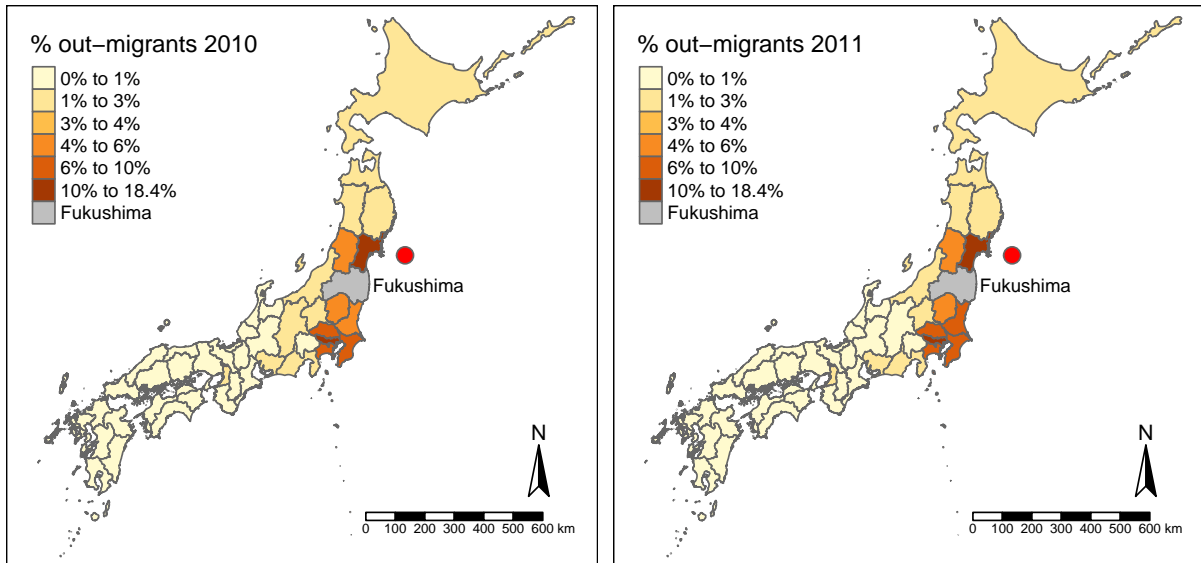 % out−migrants 2010
0% to 1%
1% to 3%
3% to 4%
4% to 6%
6% to 10%
10% to 18.4%
Fukushima
Fukushima
N
0 100 200 300 400 500 600 km
% out−migrants 2011
0% to 1%
1% to 3%
3% to 4%
4% to 6%
6% to 10%
10% to 18.4%
Fukushima
Fukushima
N
0 100 200 300 400 500 600 km